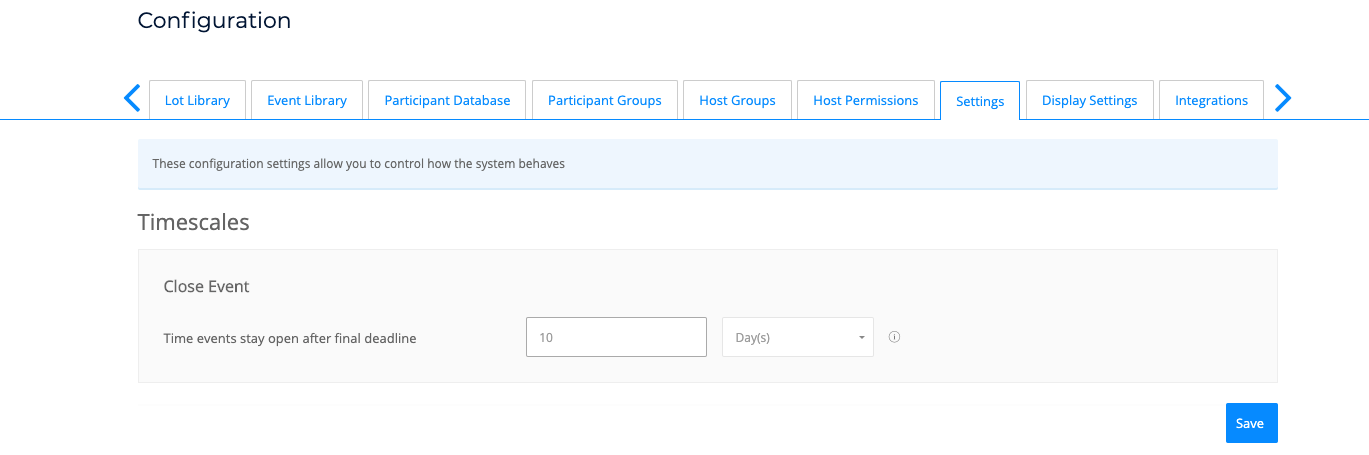 Configuration
Lot Library
Event Library
Participant Database
Participant Groups
Host Groups
Host Permissions
Settings
Display Settings
Integrations
These configuration settings allow you to control how the system behaves
Timescales
Close Event
Time events stay open after final deadline
10
Day(s)
Save